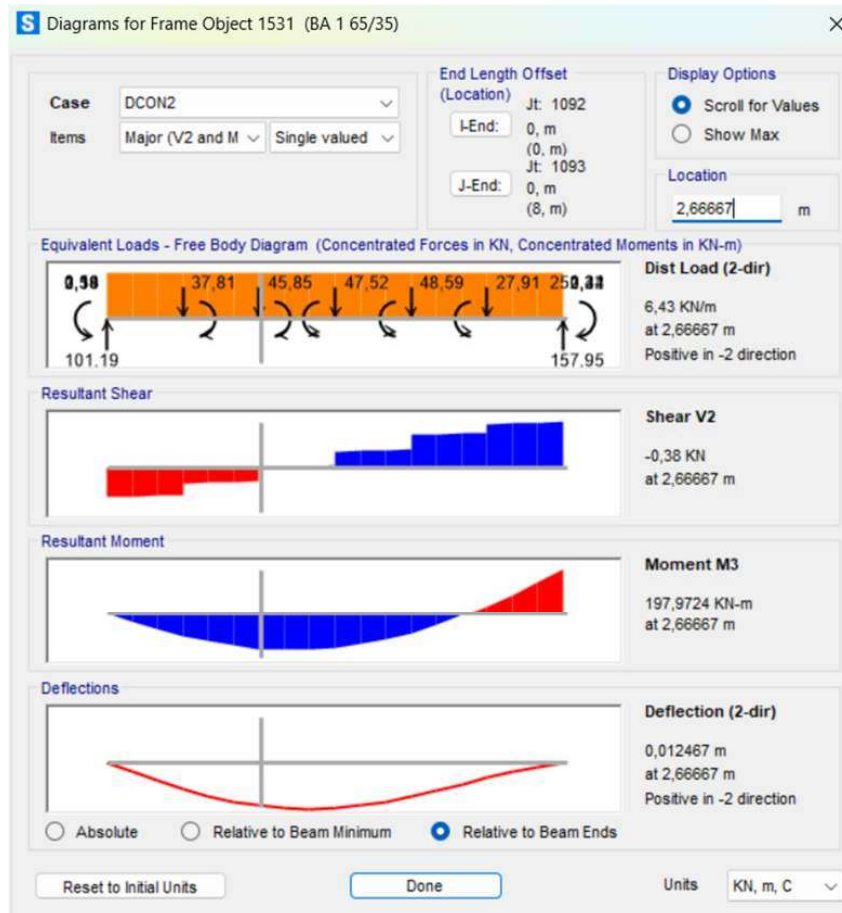 Diagrams for Frame Object 1531 (BA 1 65/35)
Case DCON2
Items Major (V2 and M Single valued
End Length Offset
(Location)
Jt: 1092
I-End: 0, m
(0, m)
Jt: 1093
J-End: 0, m
(8, m)
Display Options
Scroll for Values
Show Max
Location
2,66667 m
Equivalent Loads - Free Body Diagram (Concentrated Forces in KN, Concentrated Moments in KN-m)
37,81 45,85 47,52 48,59 27,91
101.19 157.95
Dist Load (2-dir)
6,43 KN/m
at 2,66667 m
Positive in -2 direction
Resultant Shear
Shear V2
-0,38 KN
at 2,66667 m
Resultant Moment
Moment M3
197,9724 KN-m
at 2,66667 m
Deflections
Deflection (2-dir)
0,012467 m
at 2,66667 m
Positive in -2 direction
Absolute Relative to Beam Minimum Relative to Beam Ends
Reset to Initial Units Done Units KN, m, C